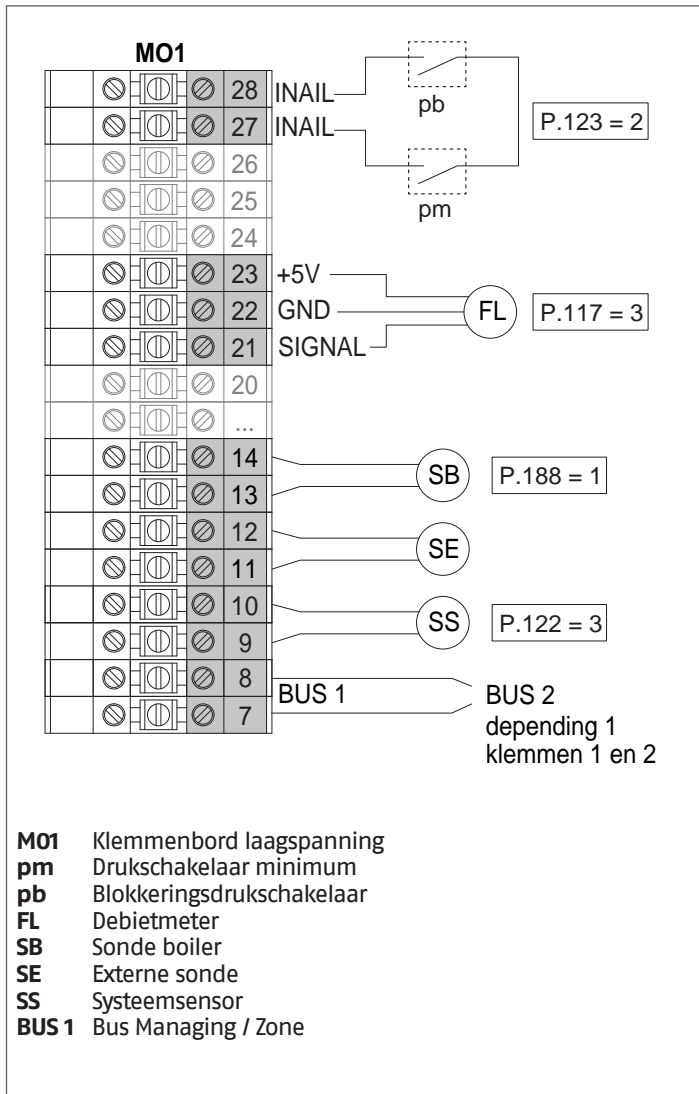 MO1
28 INAIL
pb
27 INAIL
P.123 = 2
26
25
pm
24
23 +5V
22 GND
FL
P.117 = 3
21 SIGNAL
20
...
14
SB
P.188 = 1
13
12
SE
11
10
SS
P.122 = 3
9
8
BUS 1
BUS 2
7
depending 1
klemmen 1 en 2
M01 Klemmenbord laagspanning
pm Drukschakelaar minimum
pb Blokkeringsdrukschakelaar
FL Debietmeter
SB Sonde boiler
SE Externe sonde
SS Systeemsensor
BUS 1 Bus Managing / Zone